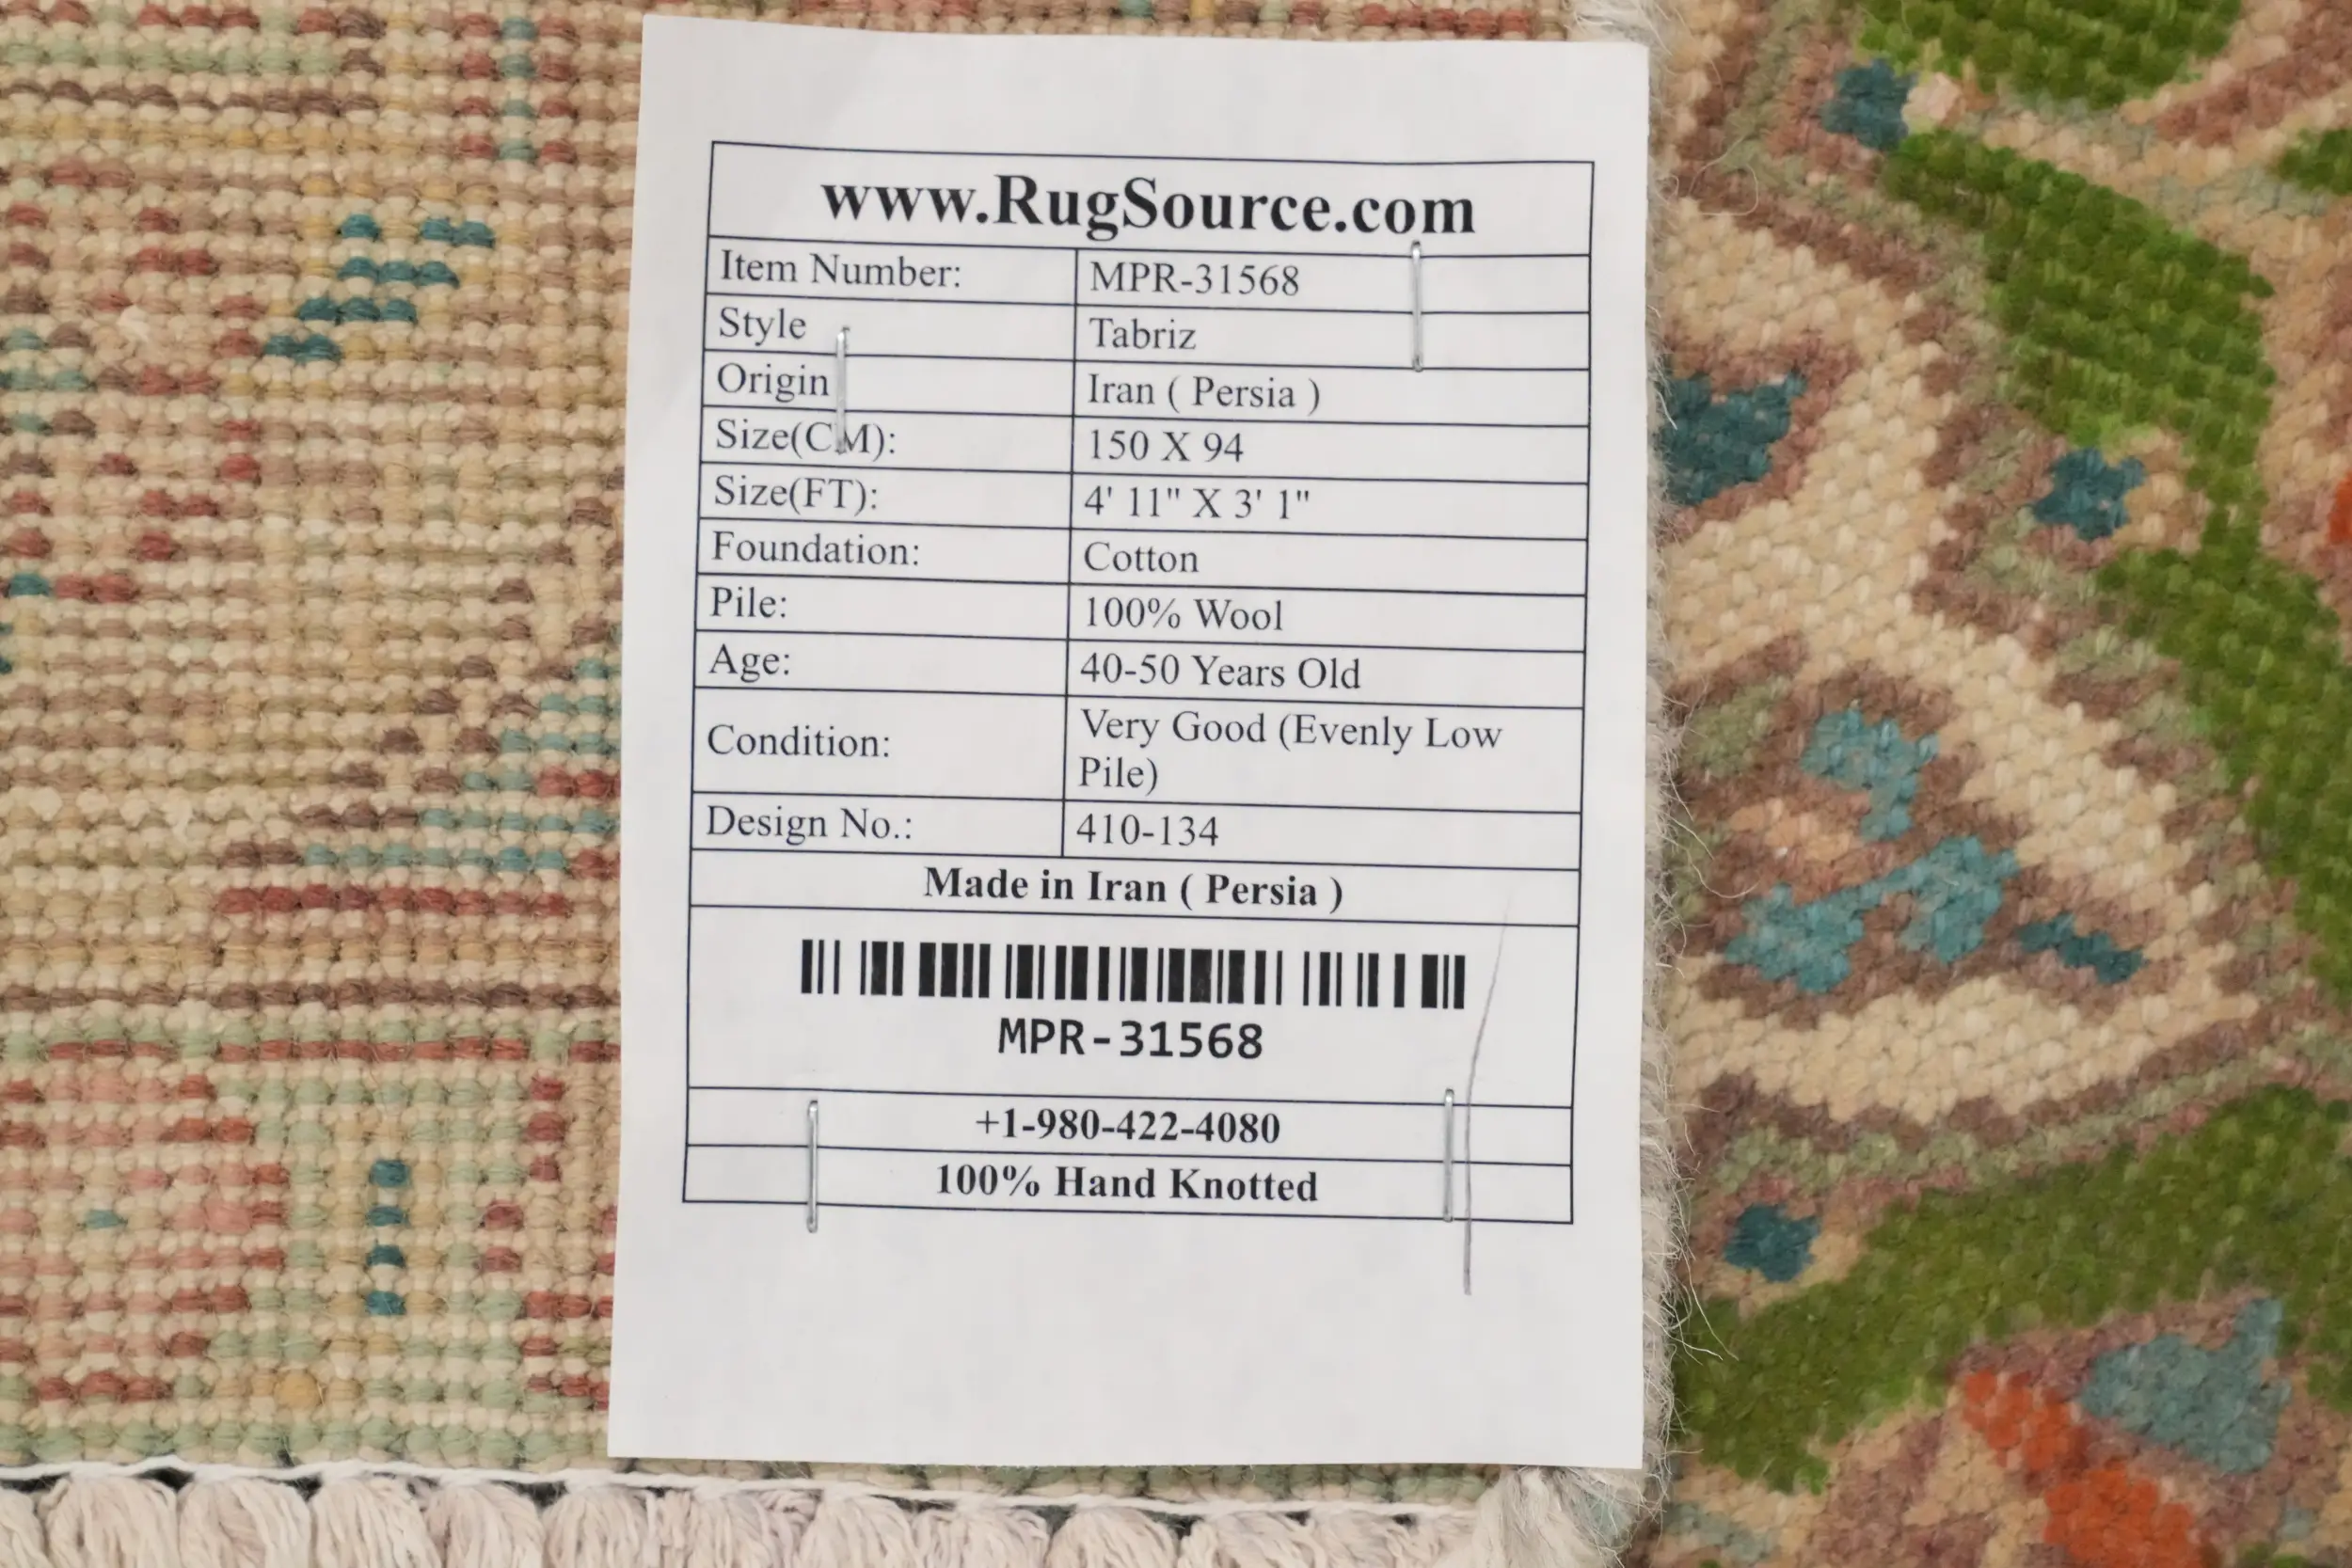 www.RugSource.com
Item Number: MPR-31568
Style Tabriz
Origin Iran ( Persia )
Size(CM): 150 X 94
Size(FT): 4' 11" X 3' 1"
Foundation: Cotton
Pile: 100% Wool
Age: 40-50 Years Old
Condition: Very Good (Evenly Low
Pile)
Design No.: 410-134
Made in Iran ( Persia )
MPR-31568
+1-980-422-4080
100% Hand Knotted